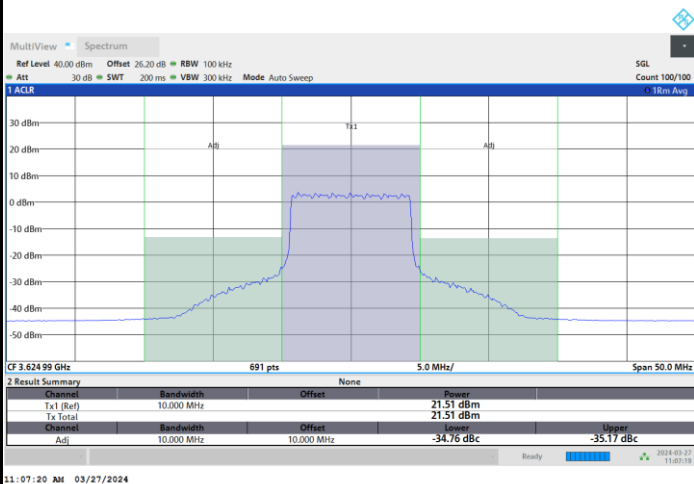 MultiView Spectrum
Ref Level 40.00 dBm Offset 26.20 dB RBW 100 kHz SGL
Att 30 dB SWT 200 ms VBW 300 kHz Mode Auto Sweep Count 100/100
1 ACLR 1Rm Avg
30 dBm
Tx1
20 dBm Adj Adj
10 dBm
0 dBm
-10 dBm
-20 dBm
-30 dBm
-40 dBm
-50 dBm
CF 3.62499 GHz 691 pts 5.0 MHz/ Span 50.0 MHz
2 Result Summary None
Channel Bandwidth Offset Power
Tx1 (Ref) 10.000 MHz 21.51 dBm
Tx Total 21.51 dBm
Channel Bandwidth Offset Lower Upper
Adj 10.000 MHz 10.000 MHz -34.76 dBc -35.17 dBc
Ready 2024-03-27
11:07:19
11:07:20 AM 03/27/2024